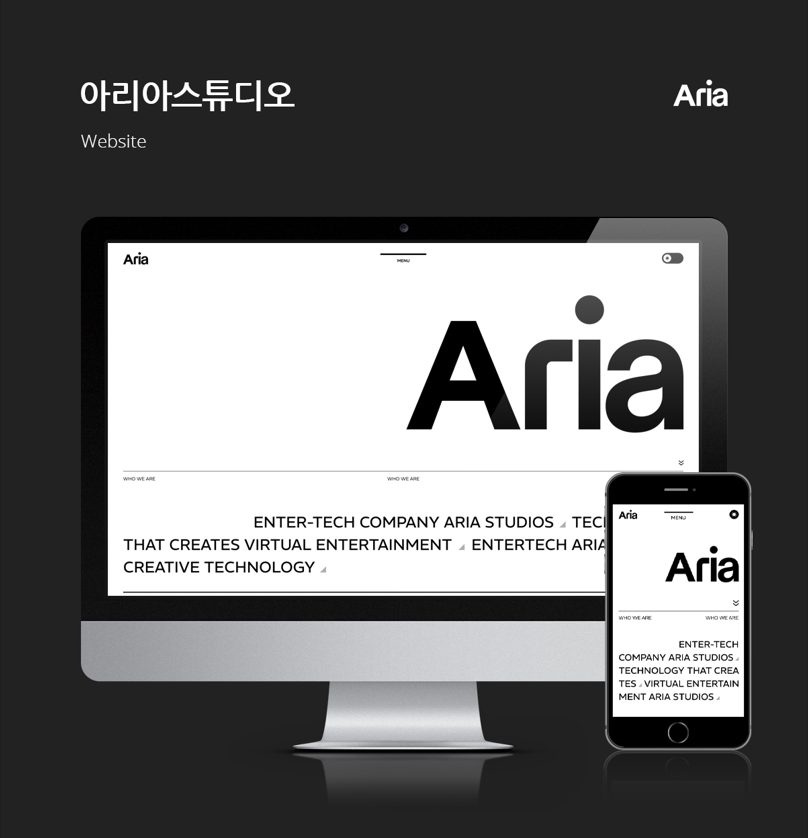 아리아스튜디오
Aria
Website
Aria
MENU
Aria
WHO WE ARE
WHO WE ARE
ENTER-TECH COMPANY ARIA STUDIOS
THAT CREATES VIRTUAL ENTERTAINMENT ENTERTECH ARIA
CREATIVE TECHNOLOGY
Aria
MENU
Aria
WHO WE ARE
WHO WE ARE
ENTER-TECH
COMPANY ARIA STUDIOS
TECHNOLOGY THAT CREA
TES VIRTUAL ENTERTAIN
MENT ARIA STUDIOS